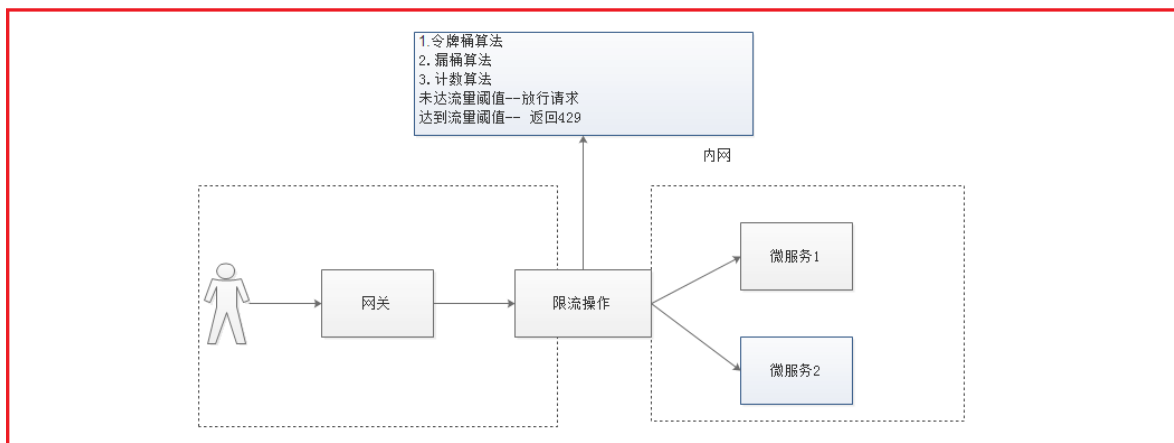 1.令牌桶算法
2.漏桶算法
3.计数算法
未达流量阈值--放行请求
达到流量阈值-- 返回429
内网
网关
限流操作
微服务1
微服务2